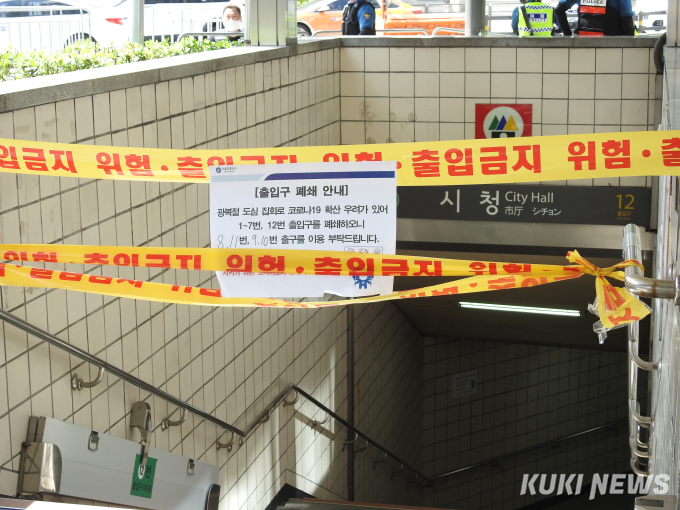 POLICE
출입금지 위험·출입금지 위험·출입금지 위험·출
[출입구 폐쇄 안내]
광복절 도심 집회로 코로나19 확산 우려가 있어
1~7번, 12번 출입구를 폐쇄하오니
8, 11번, 9, 10번 출구를 이용 부탁드립니다.
시청 City Hall
市厅 シチョン
12
출입금지 위험·출입금지 위험·출입금지 위험
KUKI NEWS